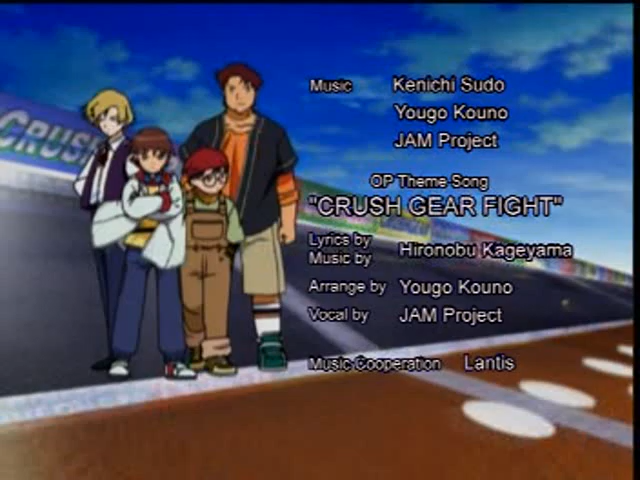 CRUSH
Music Kenichi Sudo
Yougo Kouno
JAM Project
OP Theme Song
"CRUSH GEAR FIGHT"
Lyrics by
Music by Hironobu Kageyama
Arrange by Yougo Kouno
Vocal by JAM Project
Music Cooperation Lantis